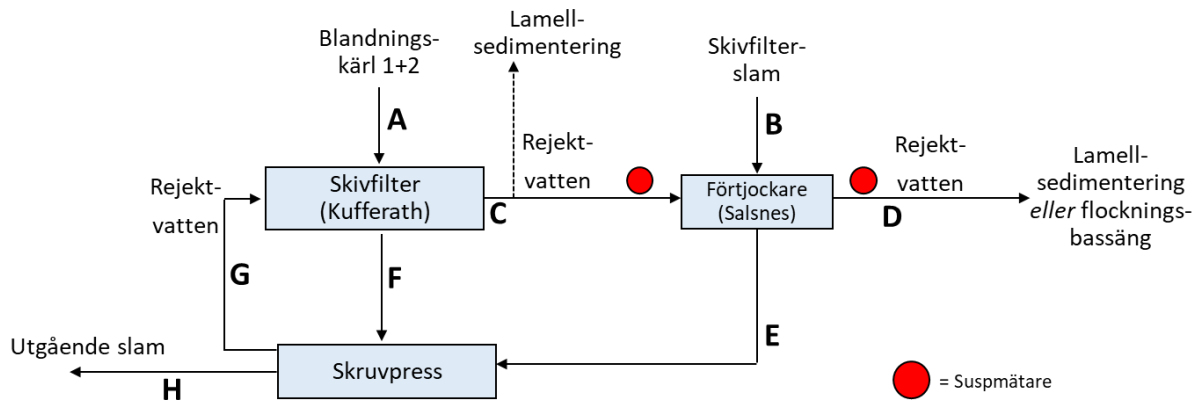 Blandnings-
kärl 1+2
A
Lamell-
sedimentering
Skivfilter-
slam
B
Rejekt-
vatten
Skivfilter
(Kufferath)
C
Rejekt-
vatten
Förtjockare
(Salsnes)
Rejekt-
vatten
D
Lamell-
sedimentering
eller flocknings-
bassäng
G
F
E
Utgående slam
H
Skruvpress
= Suspmätare